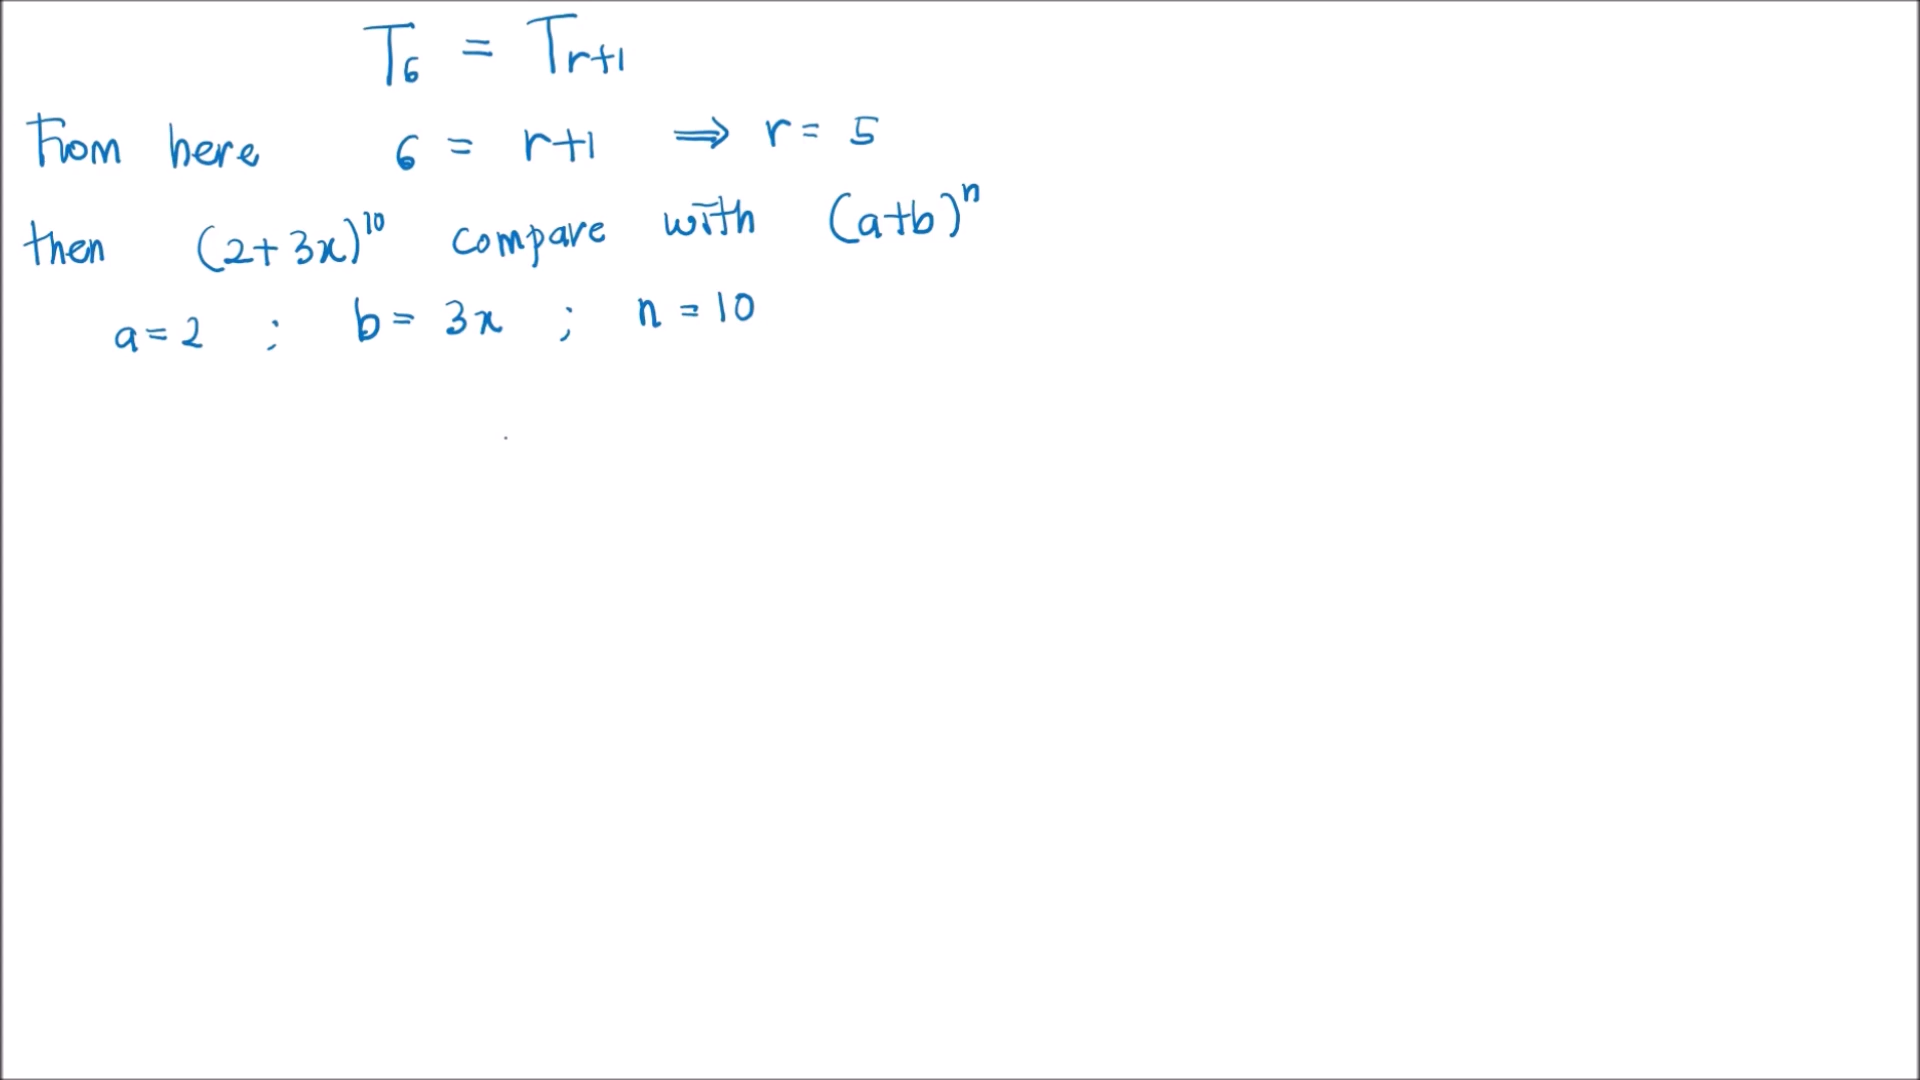 T₆ = Tᵣ₊₁
From here 6 = r+1 ⇒ r = 5
then (2+3x)¹⁰ compare with (a+b)ⁿ
a = 2 ; b = 3x ; n = 10